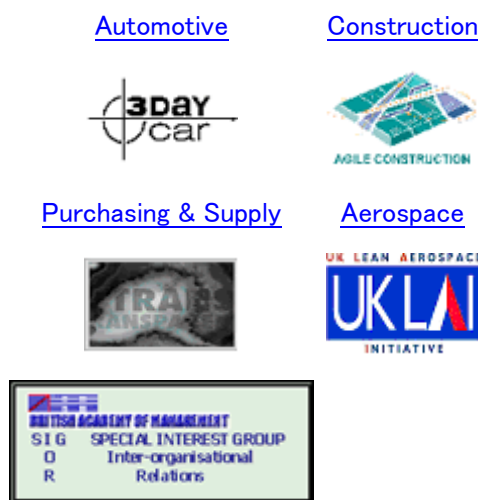 Automotive
Construction
3DAY
car
AGILE CONSTRUCTION
Purchasing & Supply
Aerospace
TRANS
UK LEAN AEROSPACE
UK LAI
INITIATIVE
BRITISH ACADEMY OF MANAGEMENT
S I G SPECIAL INTEREST GROUP
O Inter-organisational
R Relations